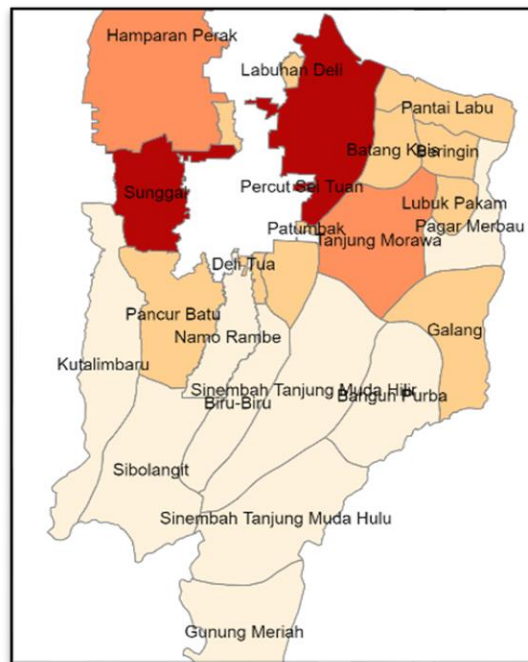 Hamparan Perak
Labuhan Deli
Pantai Labu
Batang Kuis
Beringin
Sunggal
Percut Sei Tuan
Lubuk Pakam
Patumbak
Pagar Merbau
Tanjung Morawa
Deli Tua
Pancur Batu
Galang
Namo Rambe
Kutalimbaru
Sinembah Tanjung Muda Hilir
Bangun Purba
Biru-Biru
Sibolangit
Sinembah Tanjung Muda Hulu
Gunung Meriah